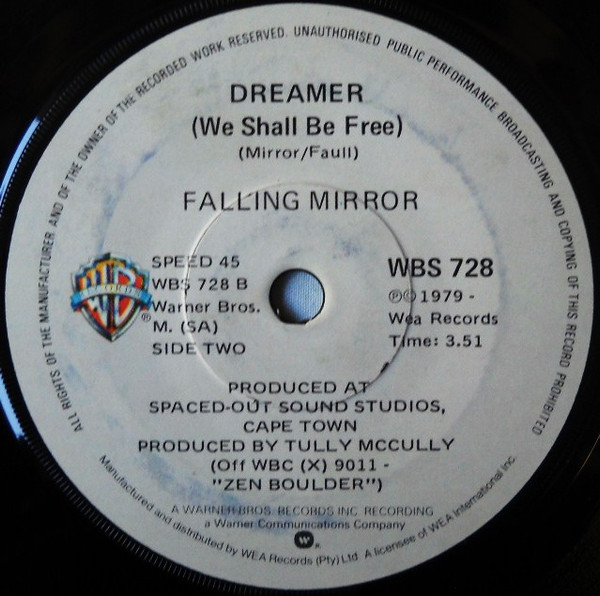 ALL RIGHTS OF THE MANUFACTURER AND OF THE OWNER OF THE RECORDED WORK RESERVED. UNAUTHORISED PUBLIC PERFORMANCE BROADCASTING AND COPYING OF THIS RECORD PROHIBITED
DREAMER
(We Shall Be Free)
(Mirror/Faull)
FALLING MIRROR
SPEED 45
WBS 728 B
Warner Bros.
M. (SA)
SIDE TWO
WB
RECORDS
®
WBS 728
℗© 1979 -
Wea Records
Time: 3.51
PRODUCED AT
SPACED-OUT SOUND STUDIOS,
CAPE TOWN
PRODUCED BY TULLY MCCULLY
(Off WBC (X) 9011 -
"ZEN BOULDER")
A WARNER BROS. RECORDS INC. RECORDING
a Warner Communications Company
Manufactured and distributed by WEA Records (Pty) Ltd. A licensee of WEA International Inc.